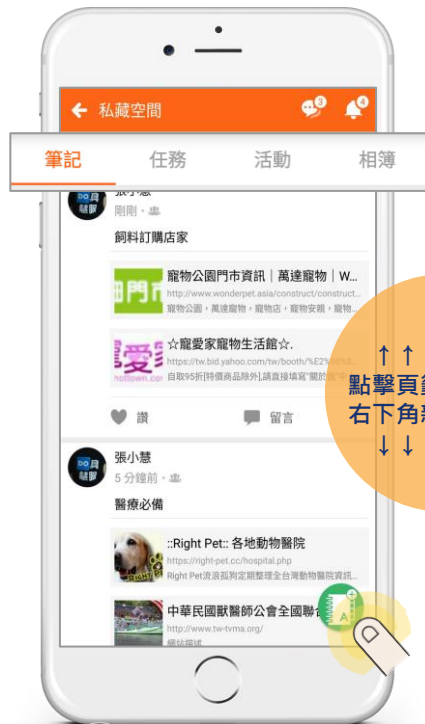 私藏空間
3
4
筆記 任務 活動 相簿
剛剛
飼料訂購店家
寵物公園門市資訊｜萬達寵物｜W...
http://www.wonderpet.asia/construct/construct...
寵物公園，萬達寵物，寵物店，寵物安親，寵物...
☆寵愛家寵物生活館☆.
https://tw.bid.yahoo.com/tw/booth/%E2%
自取95折[特價商品除外],請直接填寫"關於
讚 留言
↑ ↑
點擊頁
右下角
↓ ↓
張小慧
5 分鐘前
醫療必備
::Right Pet:: 各地動物醫院
https://right-pet.cc/hospital.php
Right Pet流浪孤狗定期整理全台灣動物醫院資訊...
中華民國獸醫師公會全國聯
http://www.tw-tvma.org/
網站描述
A